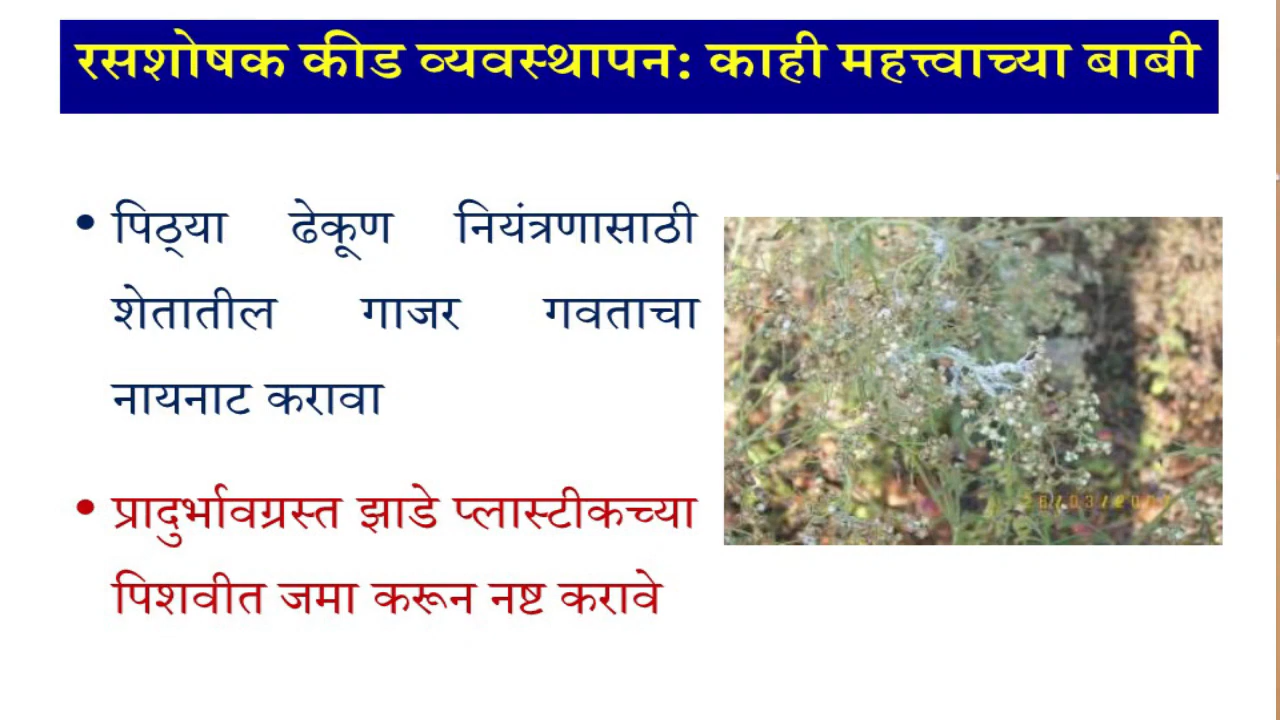 रसशोषक कीड व्यवस्थापन: काही महत्त्वाच्या बाबी
• पिठ्या ढेकूण नियंत्रणासाठी
शेतातील गाजर गवताचा
नायनाट करावा
• प्रादुर्भावग्रस्त झाडे प्लास्टीकच्या
पिशवीत जमा करून नष्ट करावे